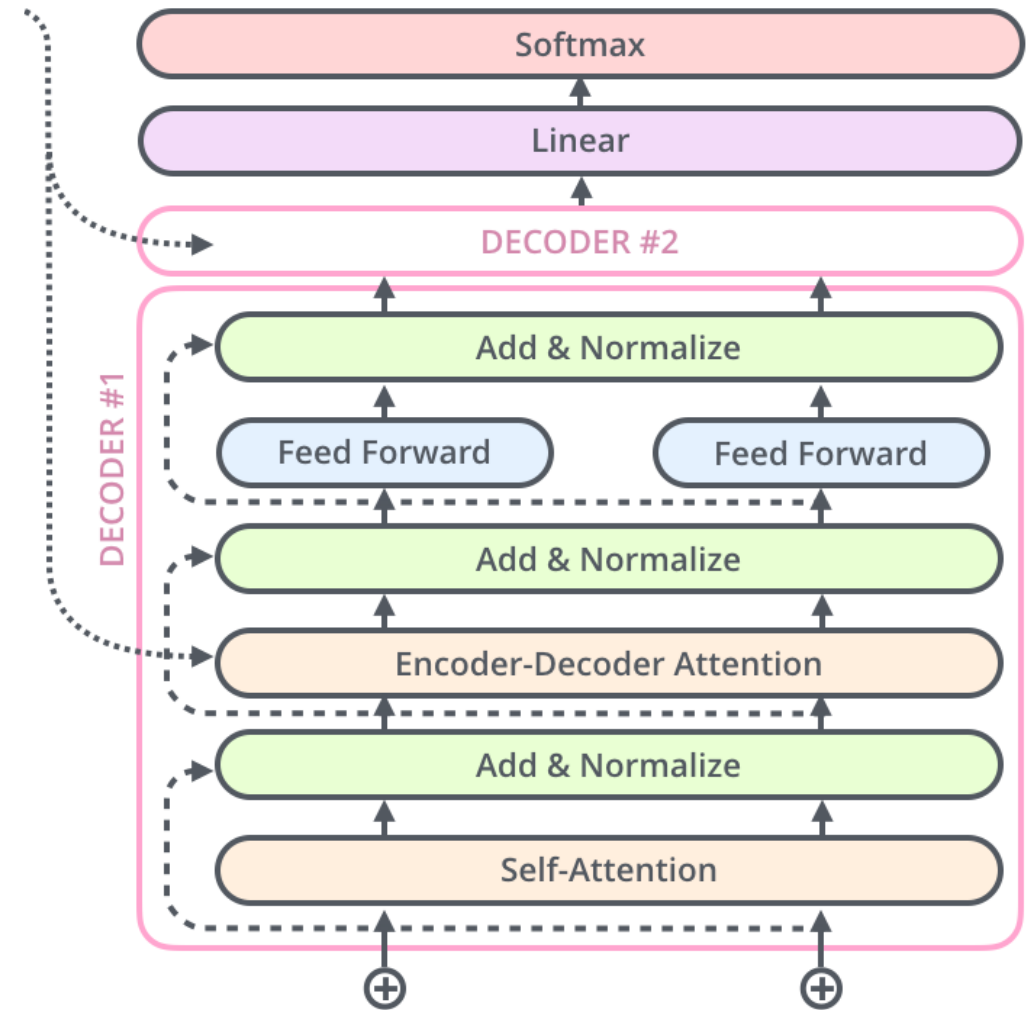 Softmax
Linear
DECODER #2
DECODER #1
Add & Normalize
Feed Forward
Feed Forward
Add & Normalize
Encoder-Decoder Attention
Add & Normalize
Self-Attention